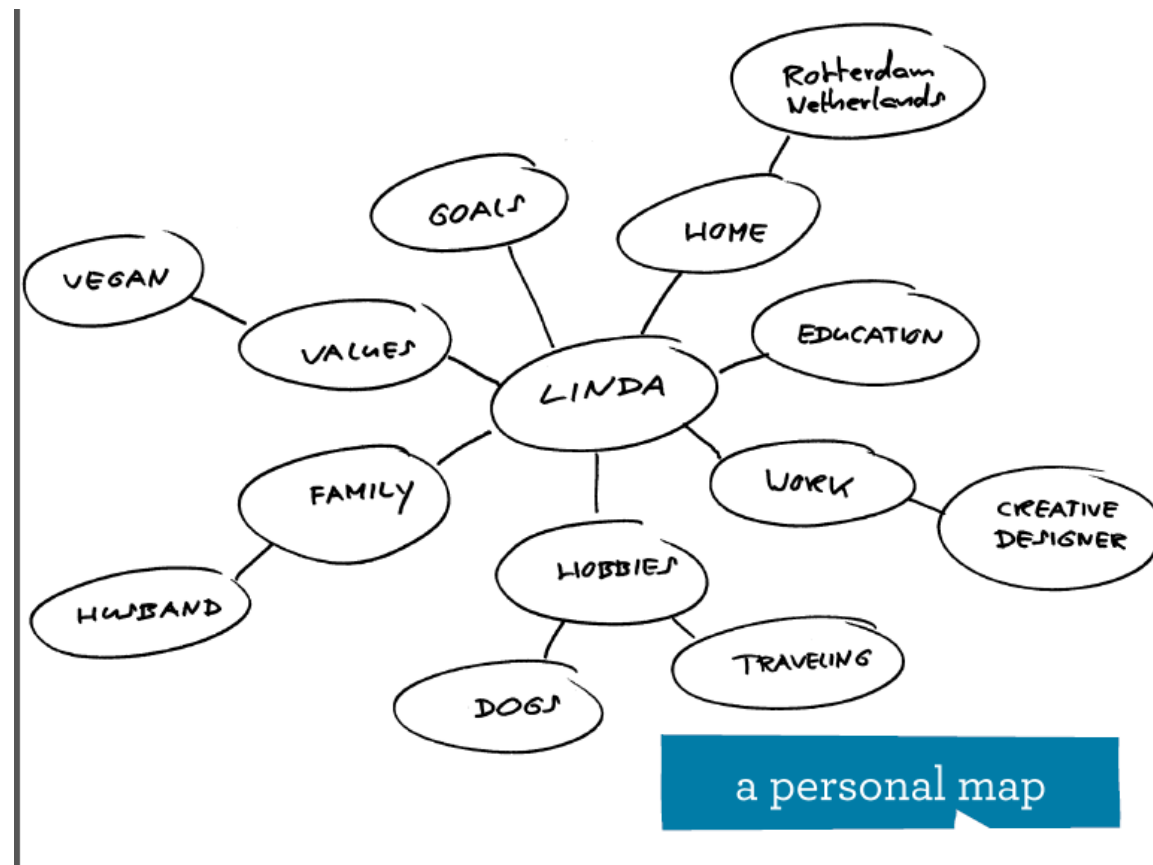 Rotterdam
Netherlands
GOALS
HOME
VEGAN
VALUES
EDUCATION
LINDA
FAMILY
WORK
CREATIVE
DESIGNER
HOBBIES
HUSBAND
TRAVELING
DOGS
a personal map